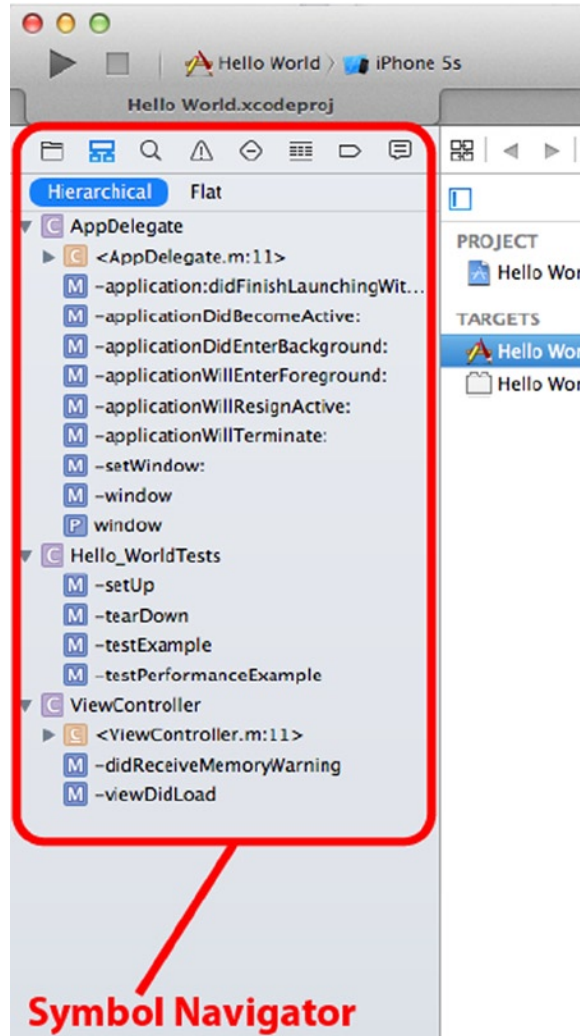 Hello World › iPhone 5s
Hello World.xcodeproj
Hierarchical Flat
C AppDelegate
C <AppDelegate.m:11>
M -application:didFinishLaunchingWit...
M -applicationDidBecomeActive:
M -applicationDidEnterBackground:
M -applicationWillEnterForeground:
M -applicationWillResignActive:
M -applicationWillTerminate:
M -setWindow:
M -window
P window
C Hello_WorldTests
M -setUp
M -tearDown
M -testExample
M -testPerformanceExample
C ViewController
C <ViewController.m:11>
M -didReceiveMemoryWarning
M -viewDidLoad
PROJECT
Hello Wor
TARGETS
Hello Wor
Hello Wor
Symbol Navigator